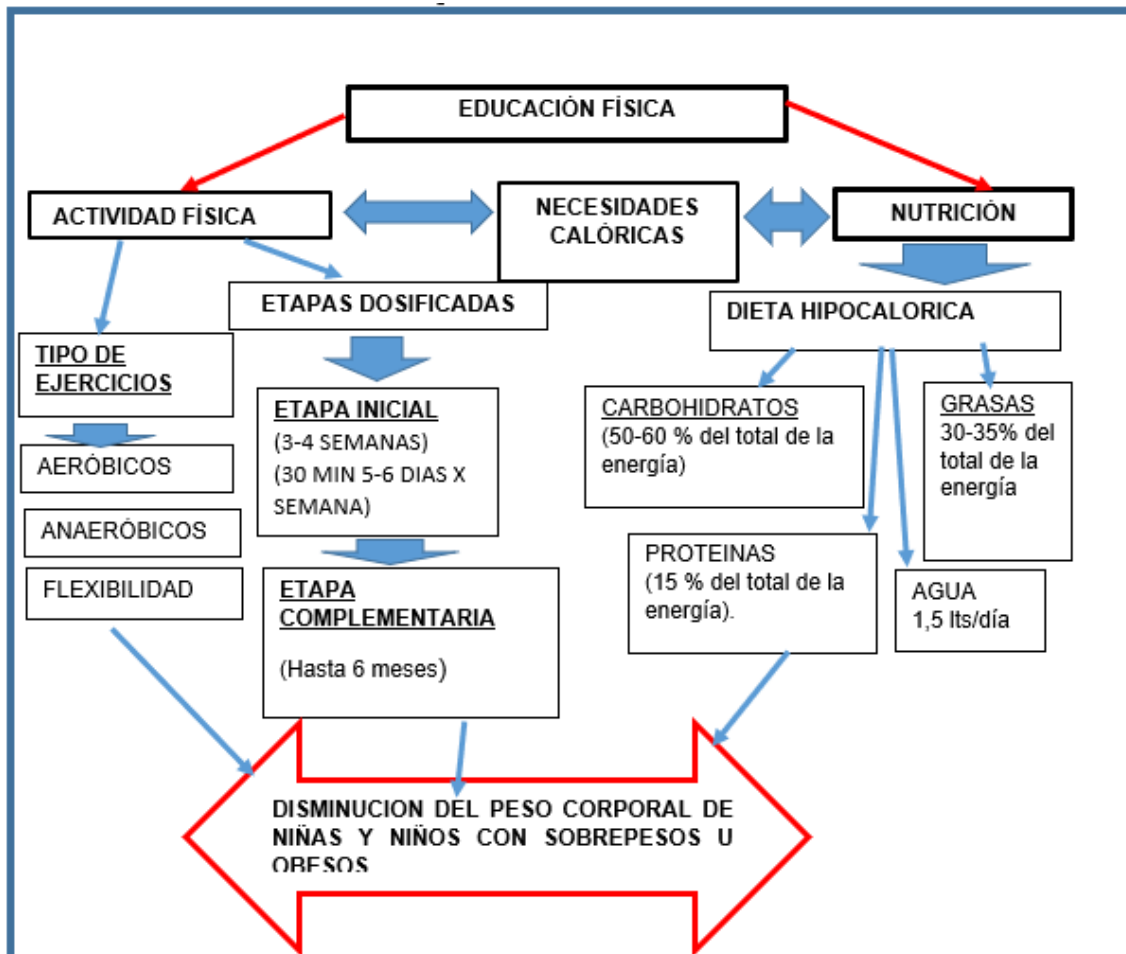 EDUCACIÓN FÍSICA
ACTIVIDAD FÍSICA
NECESIDADES
CALÓRICAS
NUTRICIÓN
ETAPAS DOSIFICADAS
DIETA HIPOCALORICA
TIPO DE
EJERCICIOS
ETAPA INICIAL
(3-4 SEMANAS)
(30 MIN 5-6 DIAS X
SEMANA)
CARBOHIDRATOS
(50-60 % del total de la
energía)
GRASAS
30-35% del
total de la
energía
AERÓBICOS
ANAERÓBICOS
FLEXIBILIDAD
PROTEINAS
(15 % del total de la
energía).
AGUA
1,5 lts/día
ETAPA
COMPLEMENTARIA
(Hasta 6 meses)
DISMINUCION DEL PESO CORPORAL DE
NIÑAS Y NIÑOS CON SOBREPESOS U
OBESOS